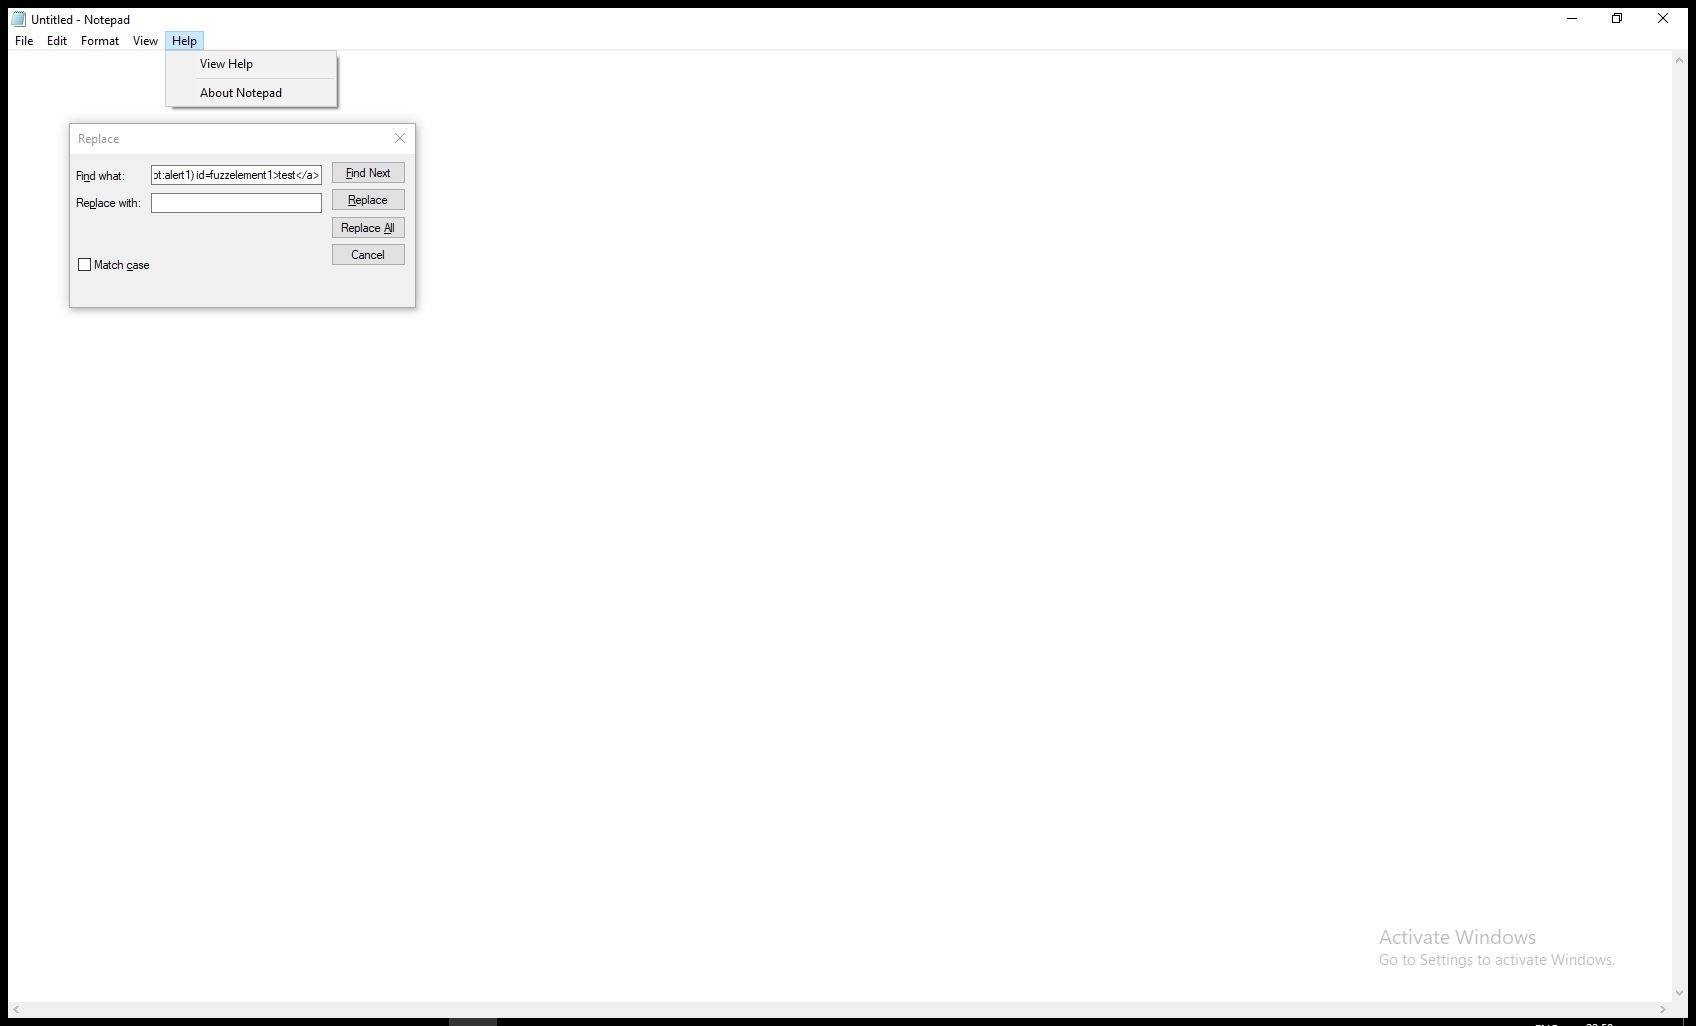 Untitled - Notepad
File Edit Format View Help
View Help
About Notepad
Replace
Find what: pt:alert1) id=fuzzelement1>test</a> Find Next
Replace with: Replace
Replace All
Cancel
Match case
Activate Windows
Go to Settings to activate Windows.